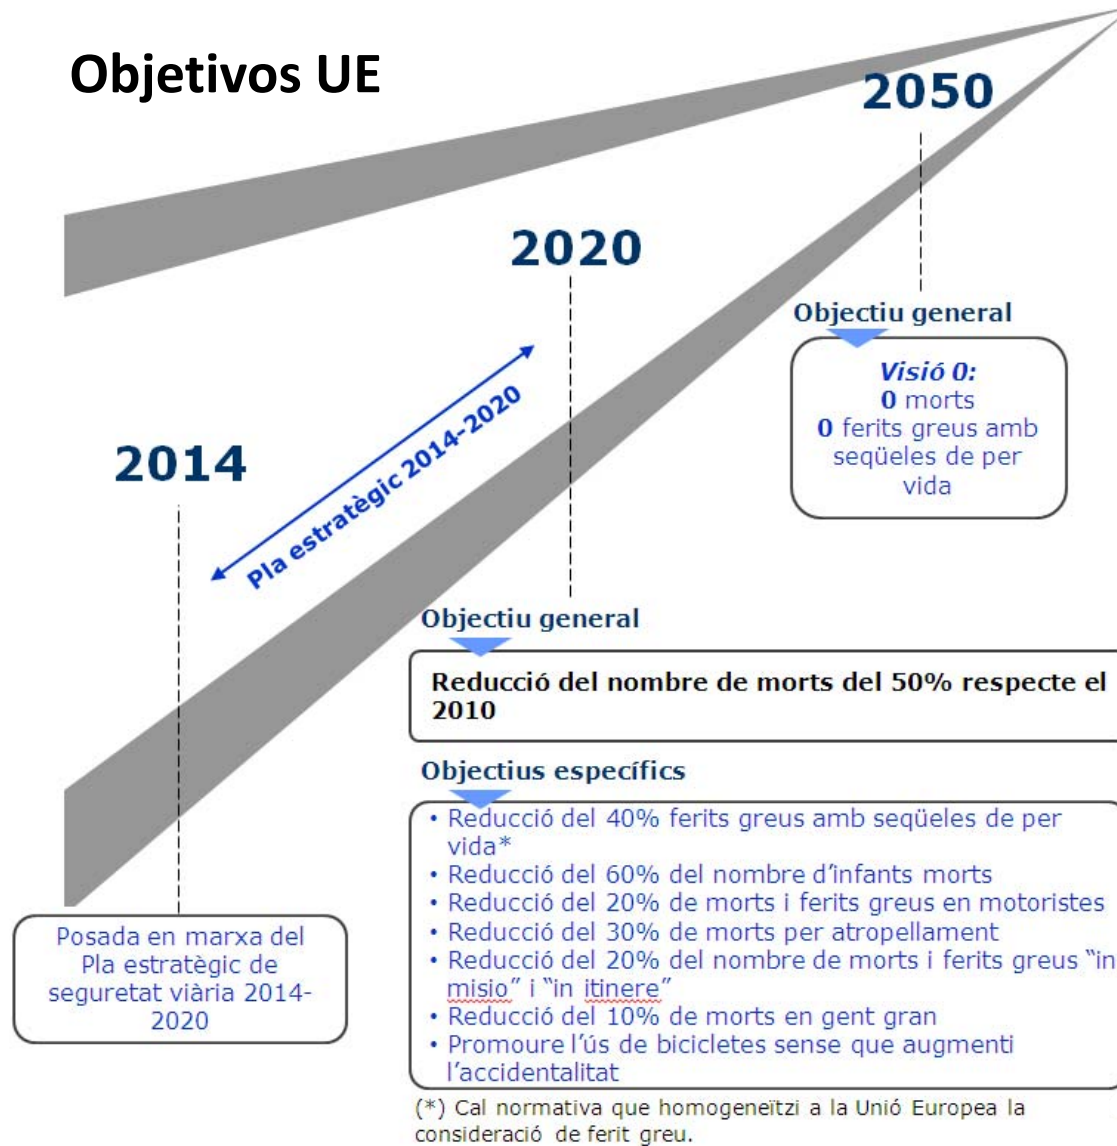 Objetivos UE
2050
2020
Objectiu general
Visió 0:
0 morts
0 ferits greus amb
seqüeles de per
vida
2014
Pla estratègic 2014-2020
Objectiu general
Reducció del nombre de morts del 50% respecte el
2010
Objectius específics
• Reducció del 40% ferits greus amb seqüeles de per
vida*
• Reducció del 60% del nombre d’infants morts
• Reducció del 20% de morts i ferits greus en motoristes
• Reducció del 30% de morts per atropellament
• Reducció del 20% del nombre de morts i ferits greus “in
misio” i “in itinere”
• Reducció del 10% de morts en gent gran
• Promoure l’ús de bicicletes sense que augmenti
l’accidentalitat
Posada en marxa del
Pla estratègic de
seguretat viària 2014-
2020
(*) Cal normativa que homogeneïtzi a la Unió Europea la
consideració de ferit greu.